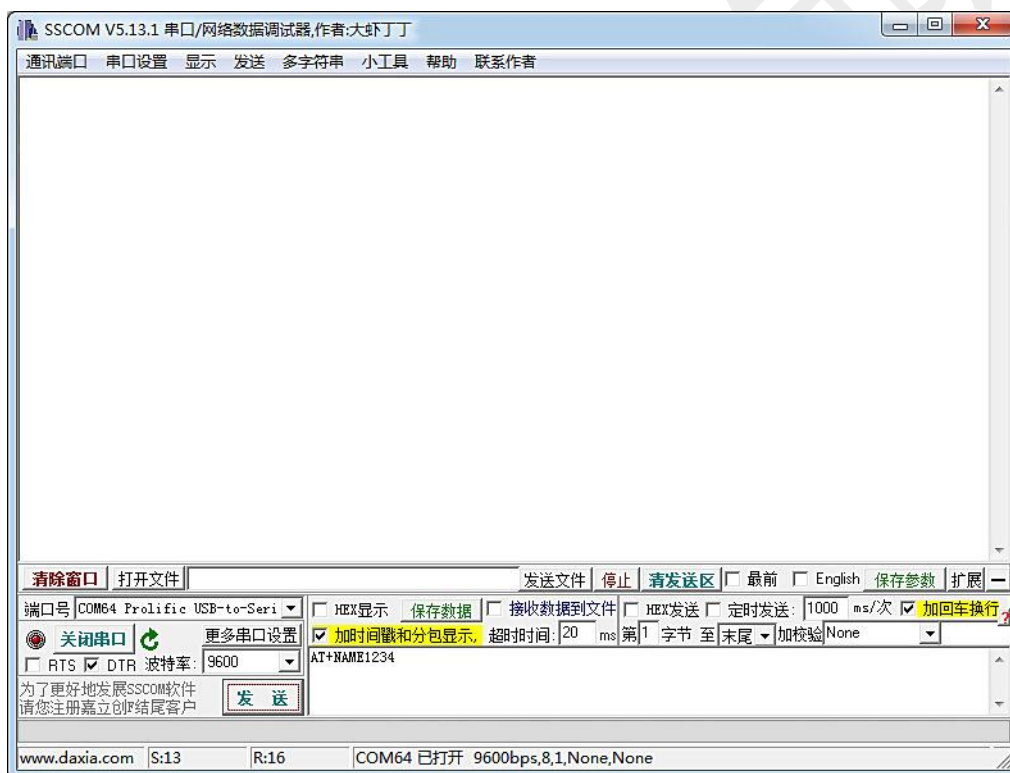 SSCOM V5.13.1 串口/网络数据调试器,作者:大虾丁丁
通讯端口 串口设置 显示 发送 多字符串 小工具 帮助 联系作者
清除窗口 打开文件 发送文件 停止 清发送区 最前 English 保存参数 扩展
端口号 COM64 Prolific USB-to-Seri HEX显示 保存数据 接收数据到文件 HEX发送 定时发送: 1000 ms/次 加回车换行
关闭串口 更多串口设置 加时间戳和分包显示, 超时时间: 20 ms 第1 字节 至 末尾 加校验 None
RTS DTR 波特率: 9600 AT+NAME1234
为了更好地发展SSCOM软件
请您注册嘉立创F结尾客户 发 送
www.daxia.com S:13 R:16 COM64 已打开 9600bps,8,1,None,None